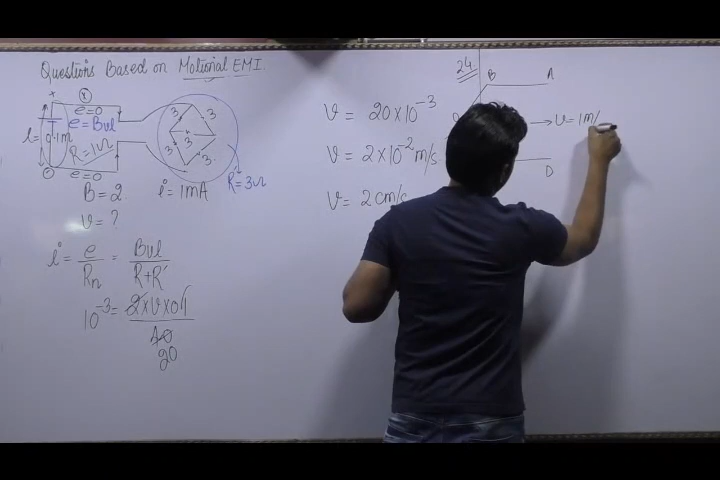 Questions Based on Motional EMI.
+ x
e=0
l = 0.1m e = Bvl
R = 1Ω
e=0
3 3 3 3 3
R' = 3Ω
B = 2 i = 1mA
v = ?
i = e/Rn = Bvl/R+R'
10⁻³ = 2×v×0.1/
40
20
v = 20×10⁻³
v = 2×10⁻² m/s.
v = 2 cm/s
24.
B A
→ v = 1m/
D